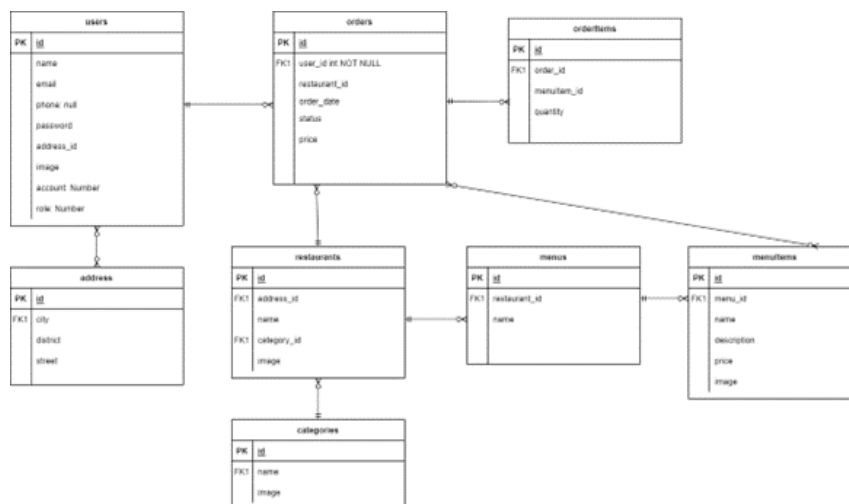 users
PK id
name
email
phone: null
password
address_id
image
account: Number
role: Number
orders
PK id
FK1 user_id int NOT NULL
restaurant_id
order_date
status
price
orderItems
PK id
FK1 order_id
menuitem_id
quantity
address
PK id
FK1 city
district
street
restaurants
PK id
FK1 address_id
name
FK1 category_id
image
menus
PK id
FK1 restaurant_id
name
menuItems
PK id
FK1 menu_id
name
description
price
image
categories
PK id
FK1 name
image